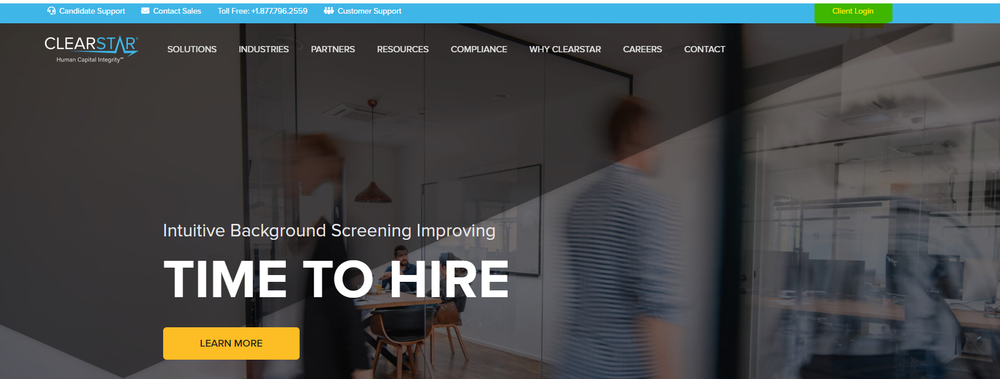 Candidate Support
Contact Sales
Toll Free: +1.877.796.2559
Customer Support
Client Login
CLEARSTAR®
Human Capital Integrity℠
SOLUTIONS
INDUSTRIES
PARTNERS
RESOURCES
COMPLIANCE
WHY CLEARSTAR
CAREERS
CONTACT
Intuitive Background Screening Improving
TIME TO HIRE
LEARN MORE